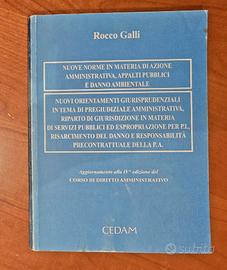 Rocco Galli
NUOVE NORME IN MATERIA DI AZIONE
AMMINISTRATIVA, APPALTI PUBBLICI
E DANNO AMBIENTALE
NUOVI ORIENTAMENTI GIURISPRUDENZIALI
IN TEMA DI PREGIUDIZIALE AMMINISTRATIVA,
RIPARTO DI GIURISDIZIONE IN MATERIA
DI SERVIZI PUBBLICI ED ESPROPRIAZIONE PER P.I.,
RISARCIMENTO DEL DANNO E RESPONSABILITÀ
PRECONTRATTUALE DELLA P.A.
Aggiornamento alla IVª edizione del
CORSO DI DIRITTO AMMINISTRATIVO
CEDAM
subito.it